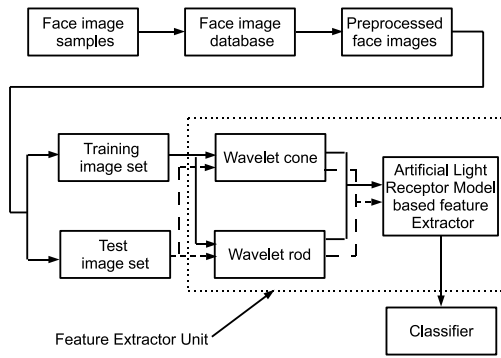 Face image
samples
Face image
database
Preprocessed
face images
Training
image set
Wavelet cone
Artificial Light
Receptor Model
based feature
Extractor
Test
image set
Wavelet rod
Feature Extractor Unit
Classifier